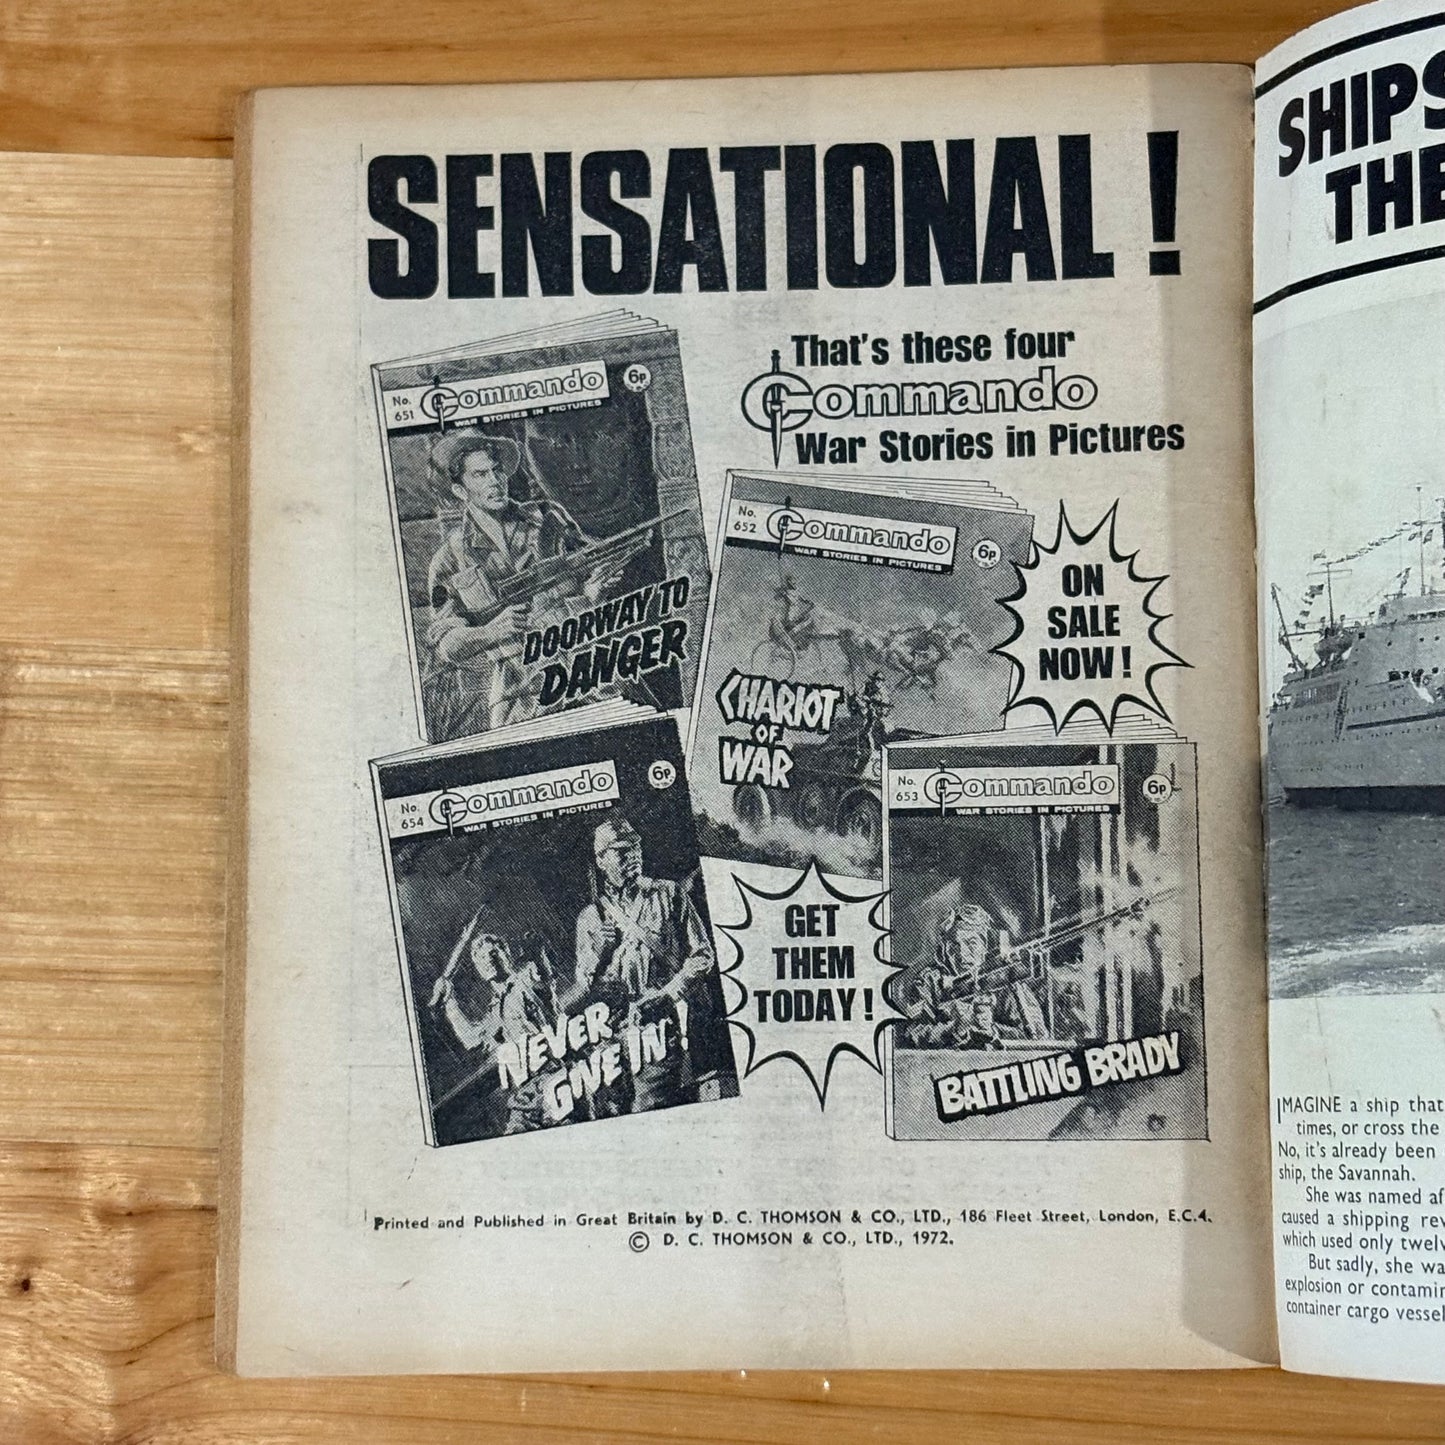 SENSATIONAL !
That's these four
Commando
War Stories in Pictures
No. 651
Commando
6p
WAR STORIES IN PICTURES
DOORWAY TO
DANGER
No. 652
Commando
6p
WAR STORIES IN PICTURES
CHARIOT
OF
WAR
ON
SALE
NOW !
No. 654
Commando
6p
WAR STORIES IN PICTURES
NEVER
GIVE IN !
No. 653
Commando
6p
WAR STORIES IN PICTURES
BATTLING BRADY
GET
THEM
TODAY !
Printed and Published in Great Britain by D. C. THOMSON & CO., LTD., 186 Fleet Street, London, E.C.4.
© D. C. THOMSON & CO., LTD., 1972.
SHIPS
THE
IMAGINE a ship that
times, or cross the
No, it's already been
ship, the Savannah.
She was named af
caused a shipping rev
which used only twelv
But sadly, she wa
explosion or contamin
container cargo vessel